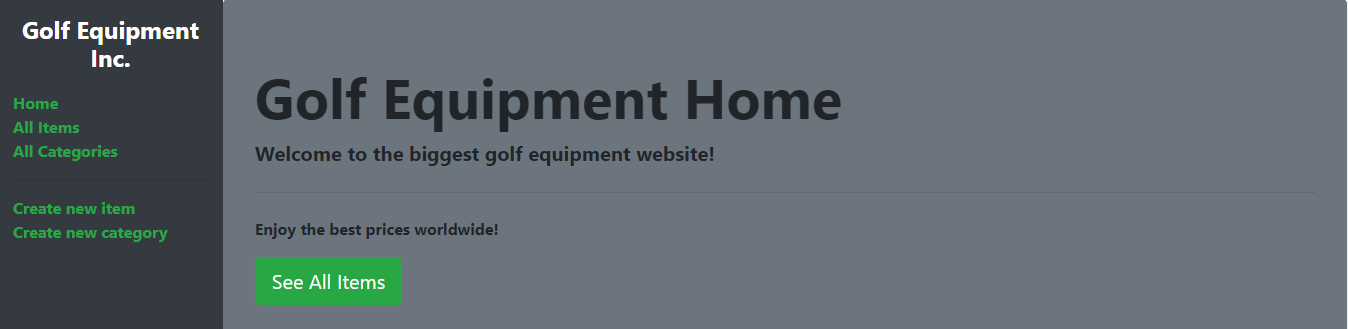 Golf Equipment
Inc.
Home
All Items
All Categories
Create new item
Create new category
Golf Equipment Home
Welcome to the biggest golf equipment website!
Enjoy the best prices worldwide!
See All Items